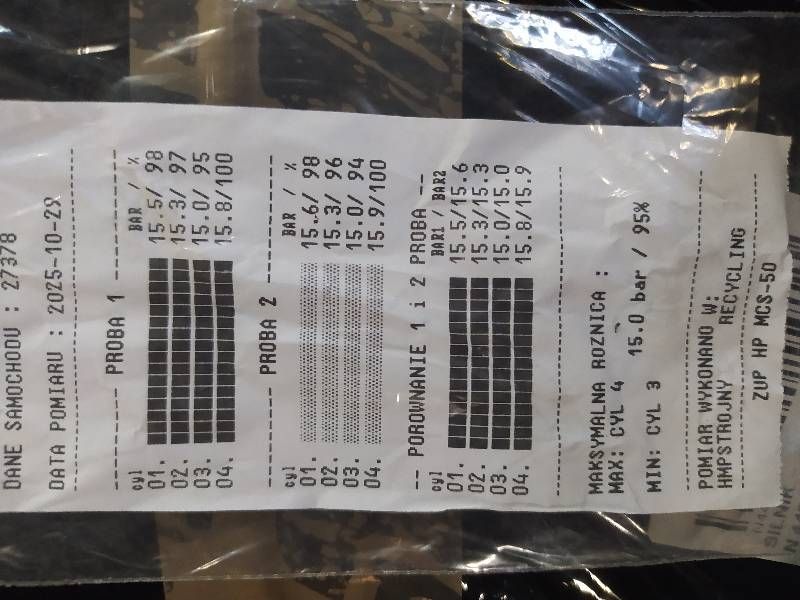 DANE SAMOCHODU : 27378
DATA POMIARU : 2025-10-29
------ PROBA 1 ------
cyl BAR / %
01. 15.5/ 98
02. 15.3/ 97
03. 15.0/ 95
04. 15.8/100
------ PROBA 2 ------
cyl BAR / %
01. 15.6/ 98
02. 15.3/ 96
03. 15.0/ 94
04. 15.9/100
-- POROWNANIE 1 i 2 PROBA --
cyl BAR1 / BAR2
01. 15.5/15.6
02. 15.3/15.3
03. 15.0/15.0
04. 15.8/15.9
MAKSYMALNA ROZNICA :
MAX: CYL 4
MIN: CYL 3 15.0 bar / 95%
POMIAR WYKONANO W:
HMPSTROJNY RECYCLING
ZUP HP MCS-50
SILNIK